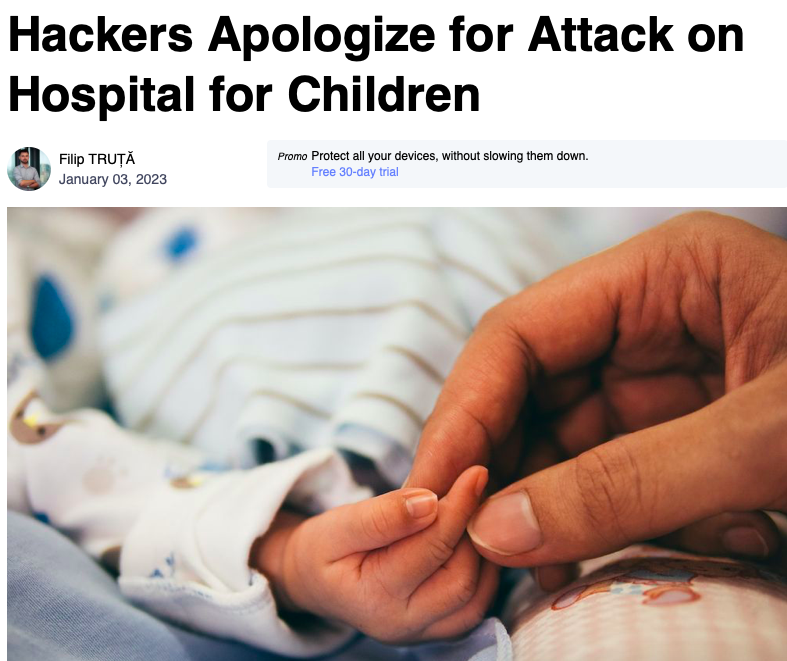 Hackers Apologize for Attack on
Hospital for Children
Filip TRUȚĂ
January 03, 2023
Promo Protect all your devices, without slowing them down.
Free 30-day trial